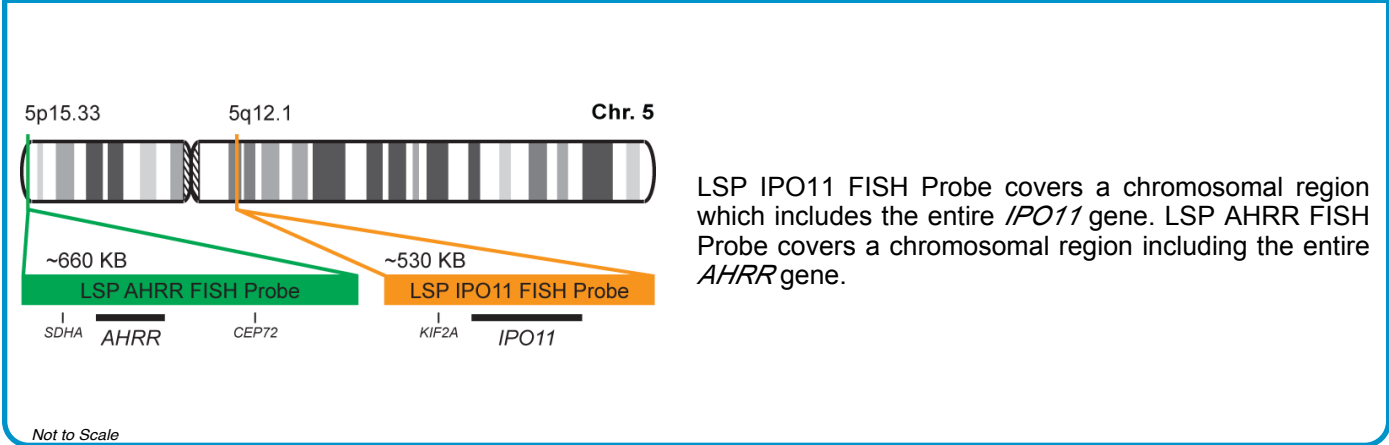 5p15.33 5q12.1 Chr. 5
~660 KB ~530 KB
LSP AHRR FISH Probe LSP IPO11 FISH Probe
SDHA AHRR CEP72 KIF2A IPO11
Not to Scale
LSP IPO11 FISH Probe covers a chromosomal region
which includes the entire IPO11 gene. LSP AHRR FISH
Probe covers a chromosomal region including the entire
AHRR gene.